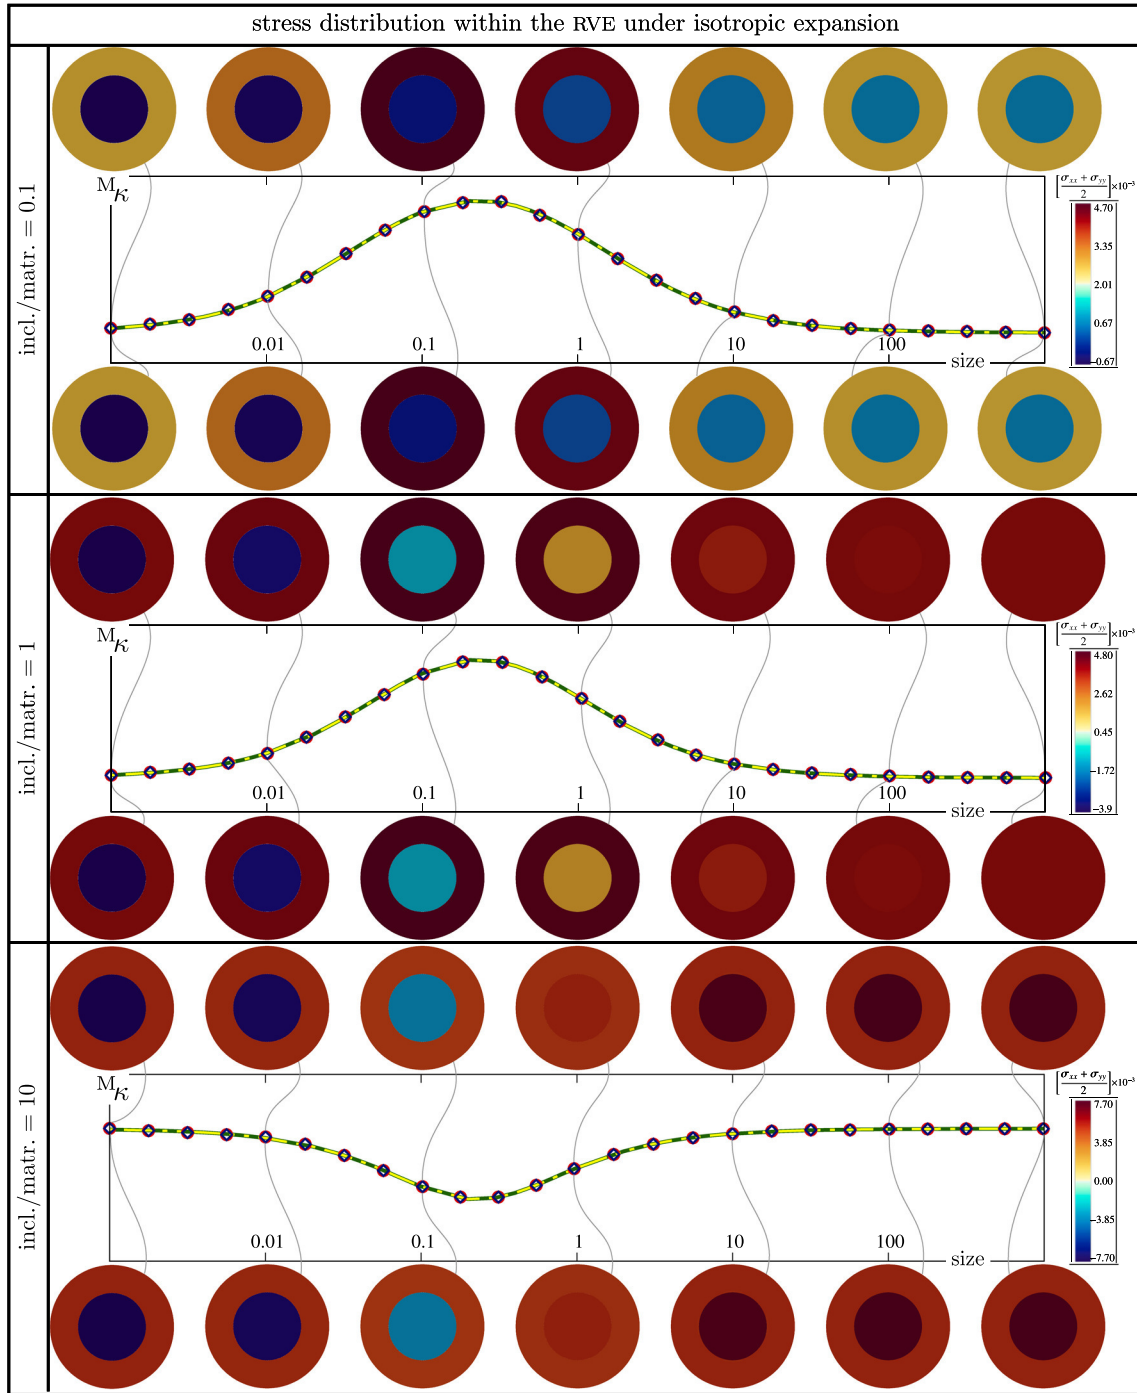 stress distribution within the RVE under isotropic expansion
incl./matr. = 0.1
Mκ
[σxx + σyy / 2]×10⁻³
4.70
3.35
2.01
0.67
−0.67
0.01 0.1 1 10 100
size
incl./matr. = 1
Mκ
[σxx + σyy / 2]×10⁻³
4.80
2.62
0.45
−1.72
−3.9
0.01 0.1 1 10 100
size
incl./matr. = 10
Mκ
[σxx + σyy / 2]×10⁻³
7.70
3.85
0.00
−3.85
−7.70
0.01 0.1 1 10 100
size